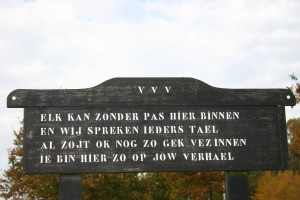 V V V
ELK KAN ZONDER PAS HIER BINNEN
EN WIJ SPREKEN IEDERS TAEL
AL ZOJT OK NOG ZO GEK VEZINNEN
IE BIN HIER ZO OP JOW VERHAEL